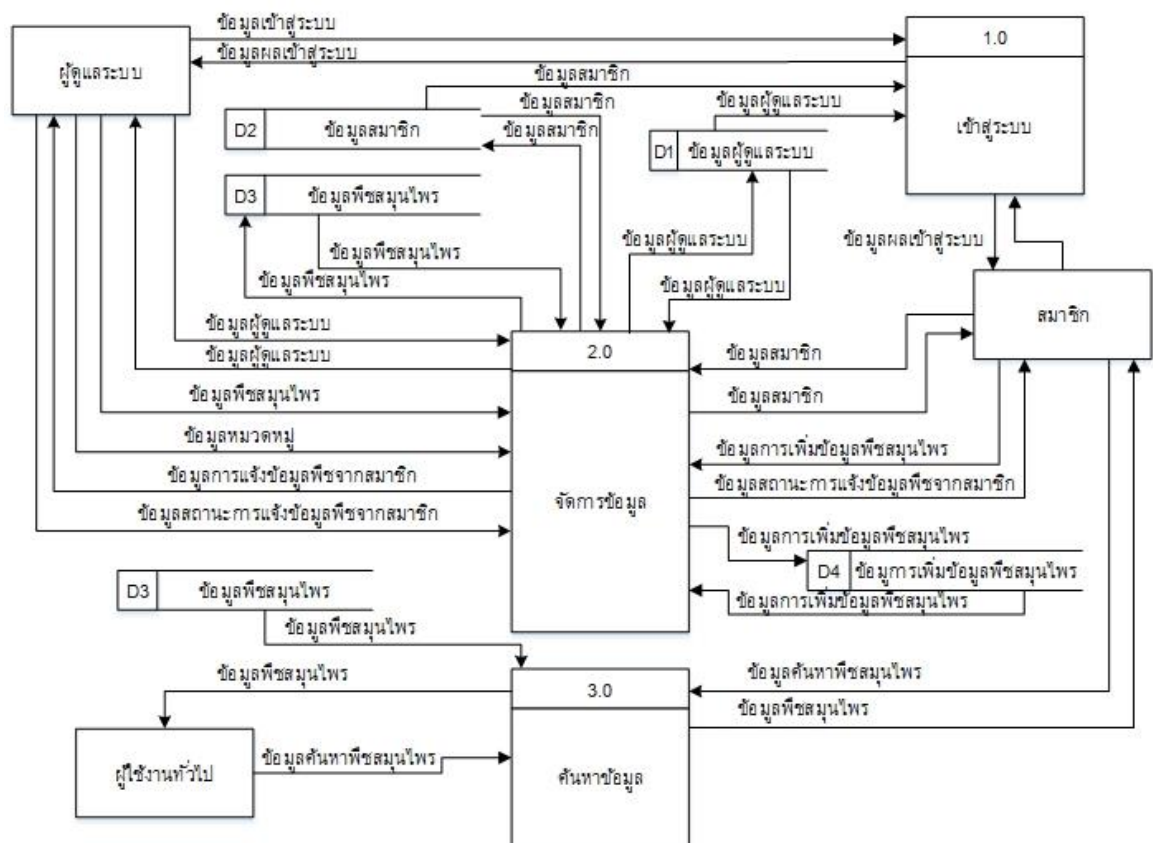 ข้อมูลเข้าสู่ระบบ
1.0
ข้อมูลผลเข้าสู่ระบบ
ผู้ดูแลระบบ
ข้อมูลสมาชิก
ข้อมูลสมาชิก
ข้อมูลผู้ดูแลระบบ
เข้าสู่ระบบ
D2 ข้อมูลสมาชิก
ข้อมูลสมาชิก
D1 ข้อมูลผู้ดูแลระบบ
D3 ข้อมูลพืชสมุนไพร
ข้อมูลผู้ดูแลระบบ
ข้อมูลผลเข้าสู่ระบบ
ข้อมูลพืชสมุนไพร
ข้อมูลพืชสมุนไพร
ข้อมูลผู้ดูแลระบบ
สมาชิก
ข้อมูลผู้ดูแลระบบ
2.0
ข้อมูลผู้ดูแลระบบ
ข้อมูลสมาชิก
ข้อมูลพืชสมุนไพร
ข้อมูลสมาชิก
ข้อมูลหมวดหมู่
ข้อมูลการเพิ่มข้อมูลพืชสมุนไพร
ข้อมูลการแจ้งข้อมูลพืชจากสมาชิก
ข้อมูลสถานะการแจ้งข้อมูลพืชจากสมาชิก
จัดการข้อมูล
ข้อมูลสถานะการแจ้งข้อมูลพืชจากสมาชิก
ข้อมูลการเพิ่มข้อมูลพืชสมุนไพร
D4 ข้อมูการเพิ่มข้อมูลพืชสมุนไพร
D3 ข้อมูลพืชสมุนไพร
ข้อมูลการเพิ่มข้อมูลพืชสมุนไพร
ข้อมูลพืชสมุนไพร
ข้อมูลพืชสมุนไพร
3.0
ข้อมูลค้นหาพืชสมุนไพร
ข้อมูลพืชสมุนไพร
ข้อมูลค้นหาพืชสมุนไพร
ผู้ใช้งานทั่วไป
ค้นหาข้อมูล